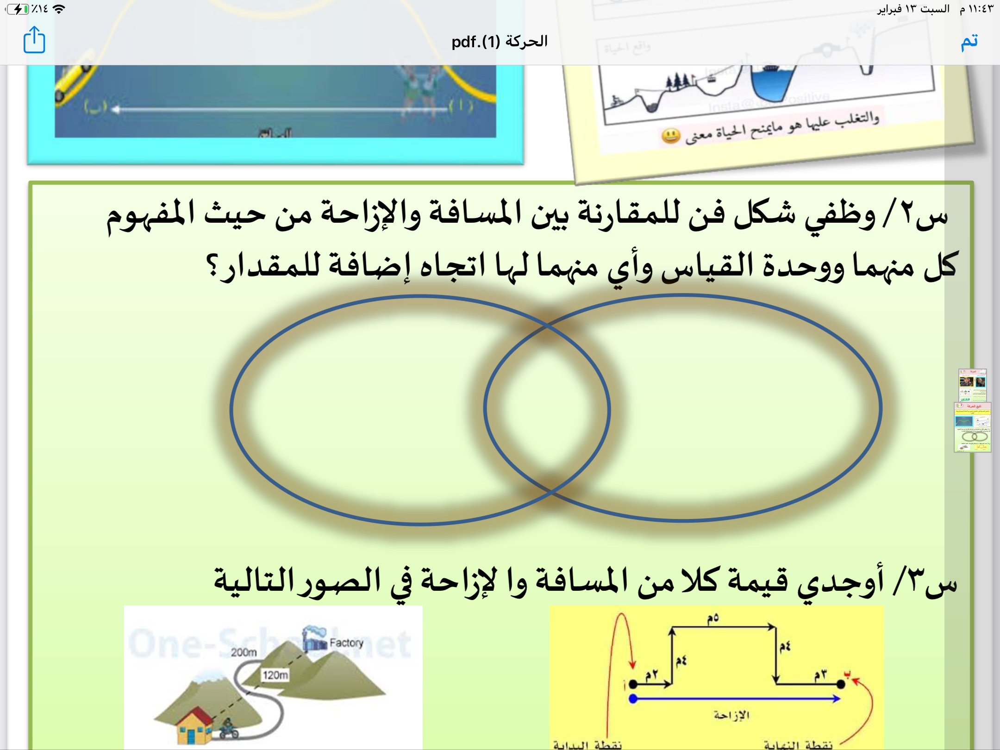 ١١:٤٣ م السبت ١٣ فبراير
٪١٤
تم
الحركة (1).pdf
واقع الحياة
والتغلب عليها هو مايمنح الحياة معنى
(أ)
(ب)
س٢/ وظفي شكل فن للمقارنة بين المسافة والإزاحة من حيث المفهوم
كل منهما ووحدة القياس وأي منهما لها اتجاه إضافة للمقدار؟
س٣/ أوجدي قيمة كلا من المسافة وا لإزاحة في الصور التالية
٥م
٤م
٤م
٢م
٣م
أ
ب
الإزاحة
نقطة البداية
نقطة النهاية
One-School.net
Factory
200m
120m
الحركة
تابع الحركة